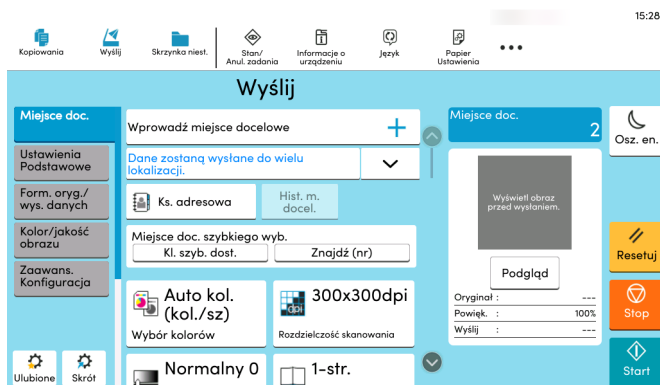 15:28
Kopiowania
Wyślij
Skrzynka niest.
Stan/
Anul. zadania
Informacje o
urządzeniu
Język
Papier
Ustawienia
Wyślij
Miejsce doc.
Ustawienia
Podstawowe
Form. oryg./
wys. danych
Kolor/jakość
obrazu
Zaawans.
Konfiguracja
Ulubione
Skrót
Wprowadź miejsce docelowe
Dane zostaną wysłane do wielu
lokalizacji.
Ks. adresowa
Hist. m.
docel.
Miejsce doc. szybkiego wyb.
Kl. szyb. dost.
Znajdź (nr)
Auto kol.
(kol./sz)
Wybór kolorów
dpi
300x300dpi
Rozdzielczość skanowania
Normalny 0
1-str.
Miejsce doc.
2
Wyświetl obraz
przed wysłaniem.
Podgląd
Oryginał : ---
Powięk. : 100%
Wyślij : ---
Osz. en.
Resetuj
Stop
Start